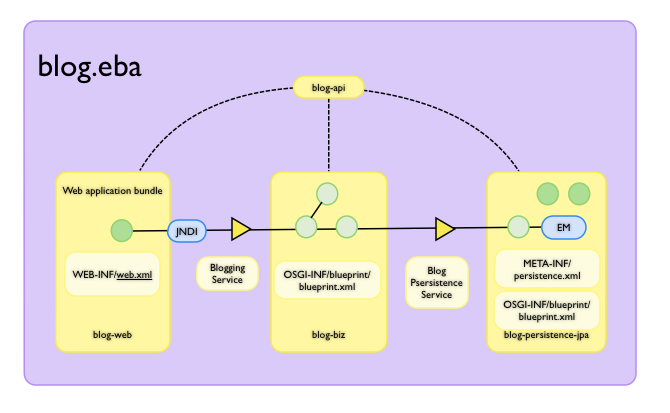 blog.eba
blog-api
Web application bundle
JNDI
EM
WEB-INF/web.xml
Blogging
Service
OSGI-INF/blueprint/
blueprint.xml
Blog
Psersistence
Service
META-INF/
persistence.xml
OSGI-INF/blueprint/
blueprint.xml
blog-web
blog-biz
blog-persistence-jpa